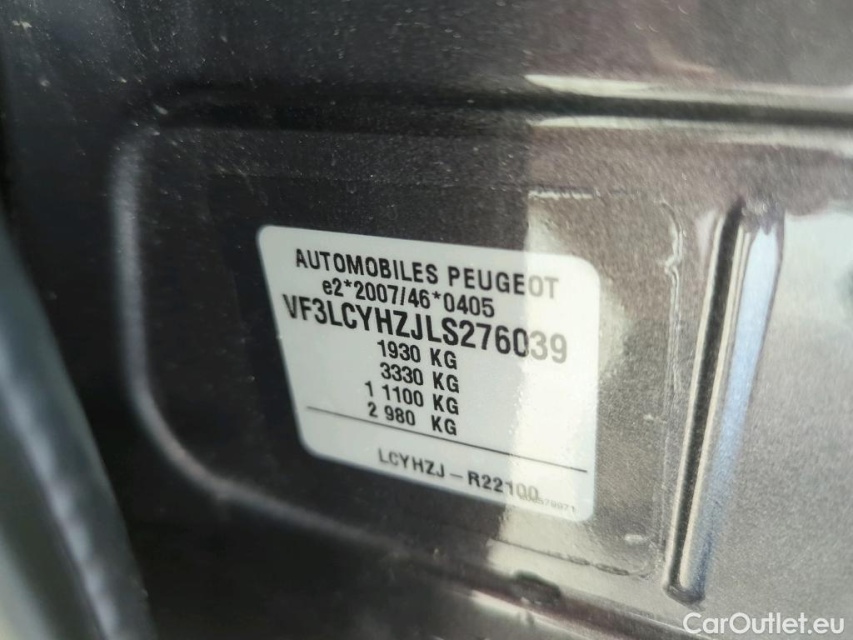 AUTOMOBILES PEUGEOT
e2*2007/46*0405
VF3LCYHZJLS276039
1930 KG
3330 KG
1 1100 KG
2 980 KG
LCYHZJ-R22100
CarOutlet.eu